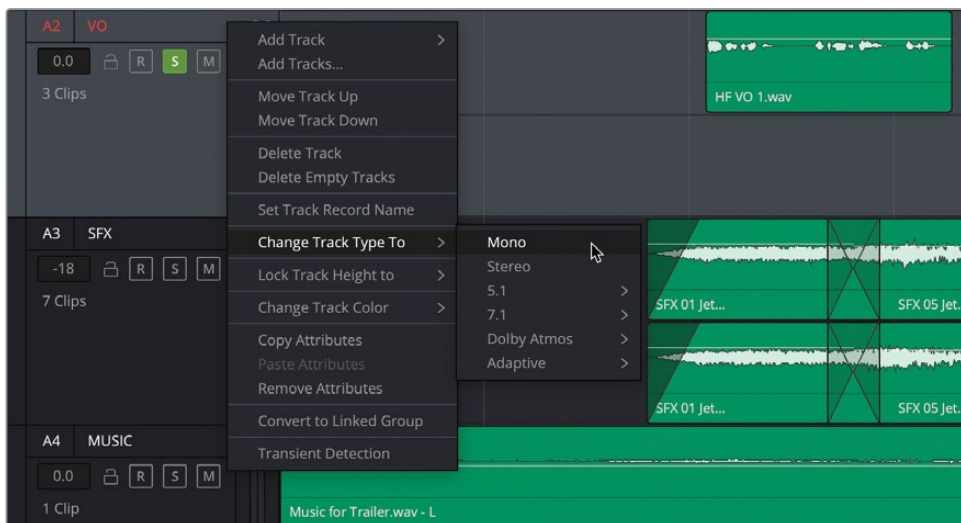 A2 VO
0.0 R S M
3 Clips
Add Track
Add Tracks...
Move Track Up
Move Track Down
Delete Track
Delete Empty Tracks
Set Track Record Name
Change Track Type To
Lock Track Height to
Change Track Color
Copy Attributes
Paste Attributes
Remove Attributes
Convert to Linked Group
Transient Detection
Mono
Stereo
5.1
7.1
Dolby Atmos
Adaptive
HF VO 1.wav
A3 SFX
-18 R S M
7 Clips
SFX 01 Jet...
SFX 05 Jet.
SFX 01 Jet...
SFX 05 Jet.
A4 MUSIC
0.0 R S M
1 Clip
Music for Trailer.wav - L